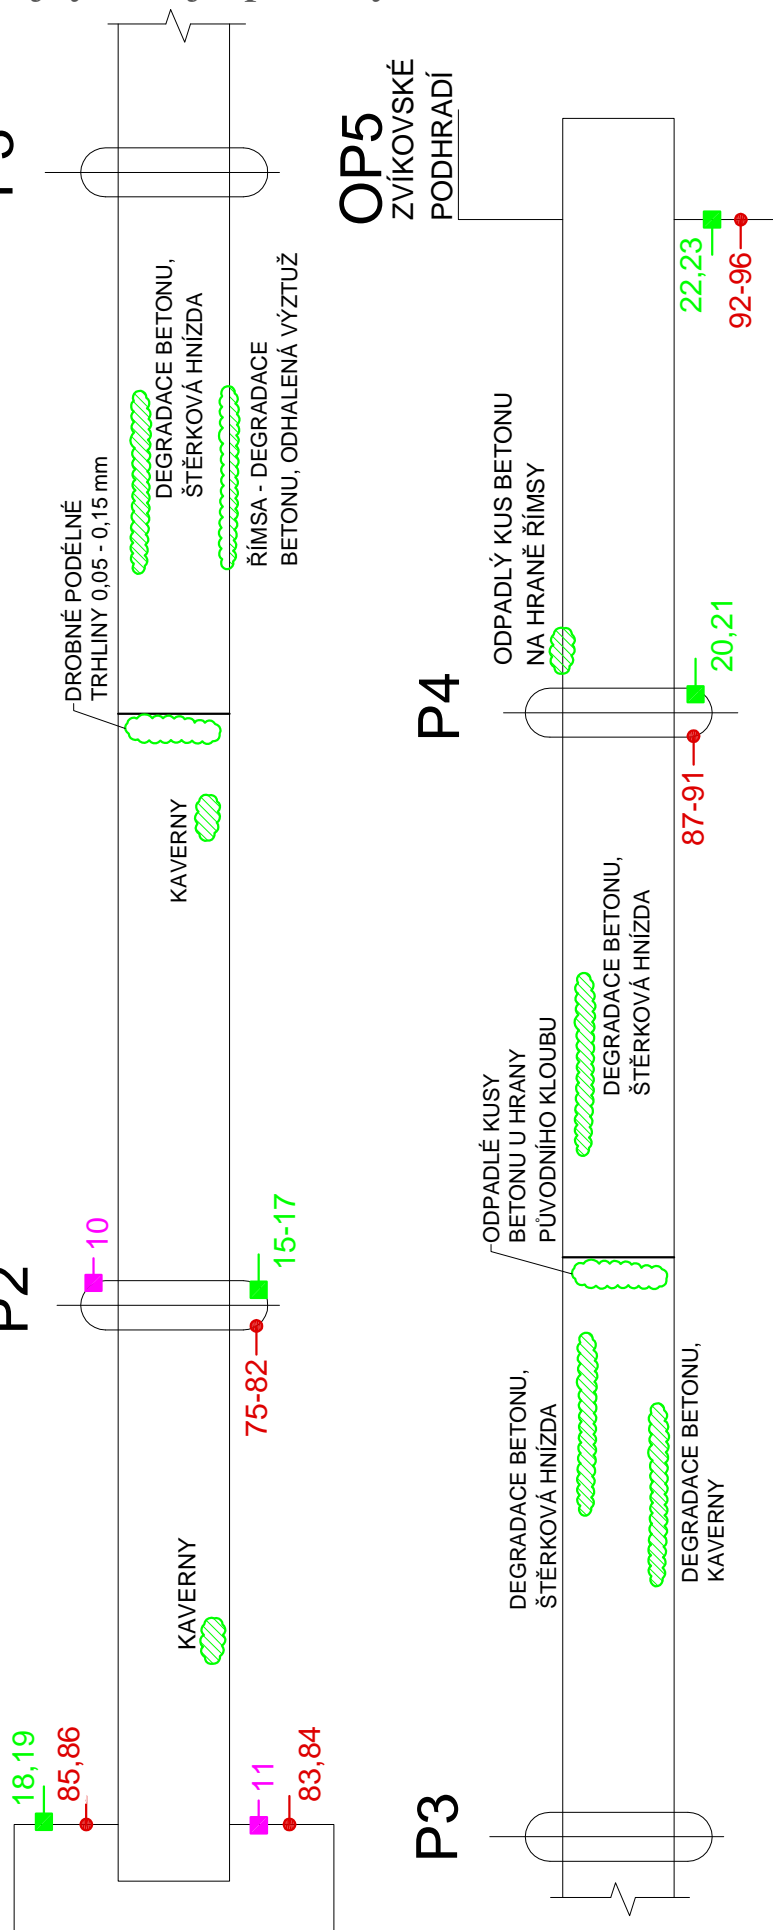 18,19
85,86
11
83,84
KAVERNY
P2
10
75-82
15-17
KAVERNY
DROBNÉ PODÉLNÉ
TRHLINY 0,05 - 0,15 mm
DEGRADACE BETONU,
ŠTĚRKOVÁ HNÍZDA
ŘÍMSA - DEGRADACE
BETONU, ODHALENÁ VÝZTUŽ
P3
DEGRADACE BETONU,
ŠTĚRKOVÁ HNÍZDA
DEGRADACE BETONU,
KAVERNY
ODPADLÉ KUSY
BETONU U HRANY
PŮVODNÍHO KLOUBU
DEGRADACE BETONU,
ŠTĚRKOVÁ HNÍZDA
P4
87-91
20,21
ODPADLÝ KUS BETONU
NA HRANĚ ŘÍMSY
OP5
ZVÍKOVSKÉ
PODHRADÍ
22,23
92-96